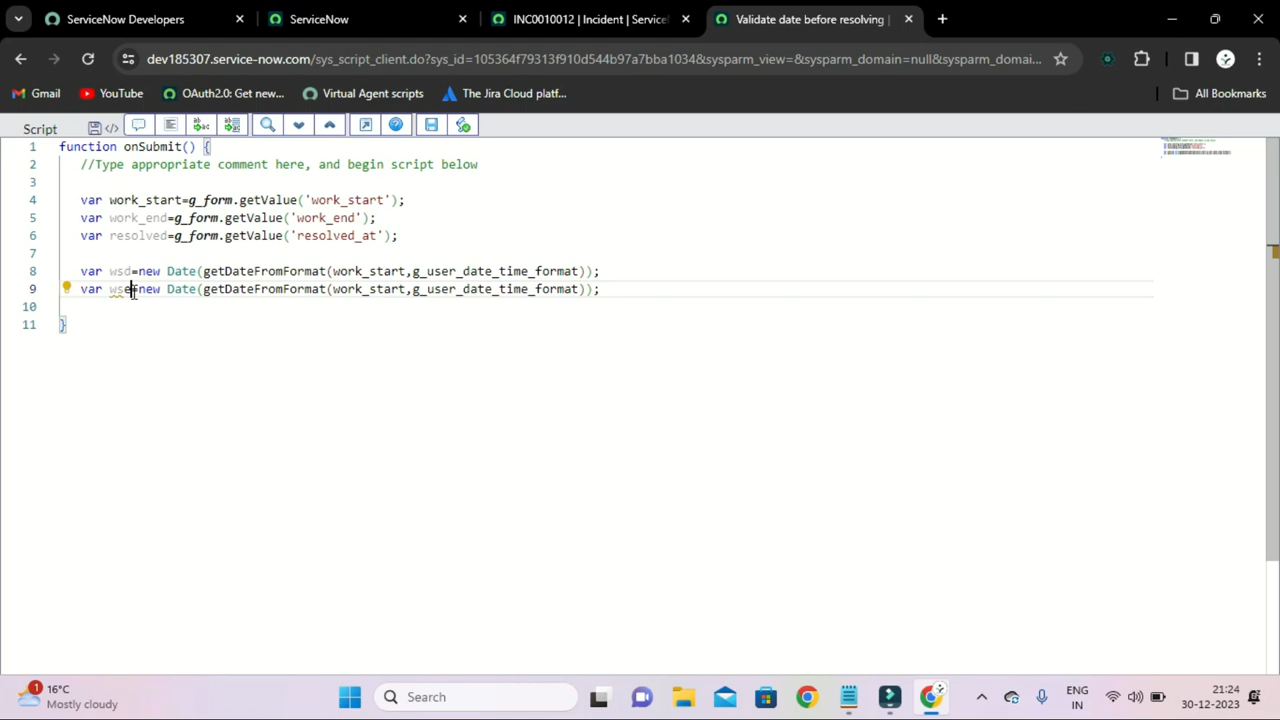 ServiceNow Developers
ServiceNow
INC0010012 | Incident | Service
Validate date before resolving |
dev185307.service-now.com/sys_script_client.do?sys_id=105364f79313f910d544b97a7bba1034&sysparm_view=&sysparm_domain=null&sysparm_domai...
Gmail
YouTube
OAuth2.0: Get new...
Virtual Agent scripts
The Jira Cloud platf...
All Bookmarks
Script
1 function onSubmit() {
2 //Type appropriate comment here, and begin script below
3
4 var work_start=g_form.getValue('work_start');
5 var work_end=g_form.getValue('work_end');
6 var resolved=g_form.getValue('resolved_at');
7
8 var wsd=new Date(getDateFromFormat(work_start,g_user_date_time_format));
9 var wse=new Date(getDateFromFormat(work_start,g_user_date_time_format));
10
11 }
1
16°C
Mostly cloudy
Search
ENG
IN
21:24
30-12-2023